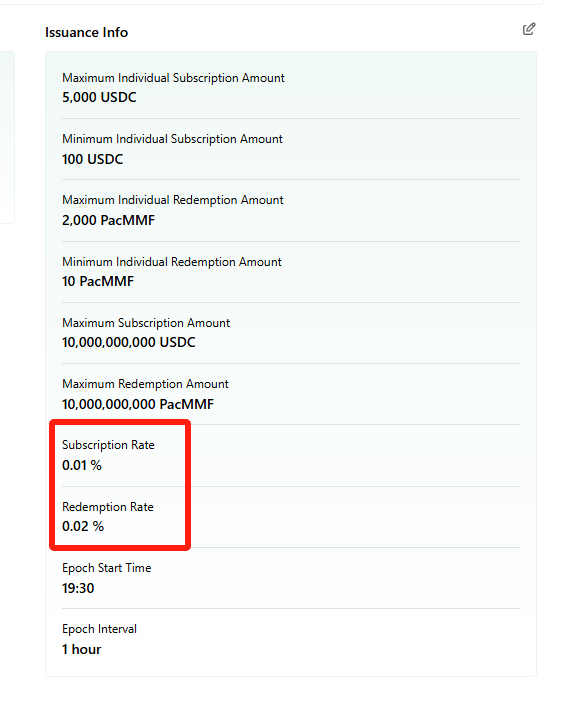 Issuance Info
Maximum Individual Subscription Amount
5,000 USDC
Minimum Individual Subscription Amount
100 USDC
Maximum Individual Redemption Amount
2,000 PacMMF
Minimum Individual Redemption Amount
10 PacMMF
Maximum Subscription Amount
10,000,000,000 USDC
Maximum Redemption Amount
10,000,000,000 PacMMF
Subscription Rate
0.01 %
Redemption Rate
0.02 %
Epoch Start Time
19:30
Epoch Interval
1 hour